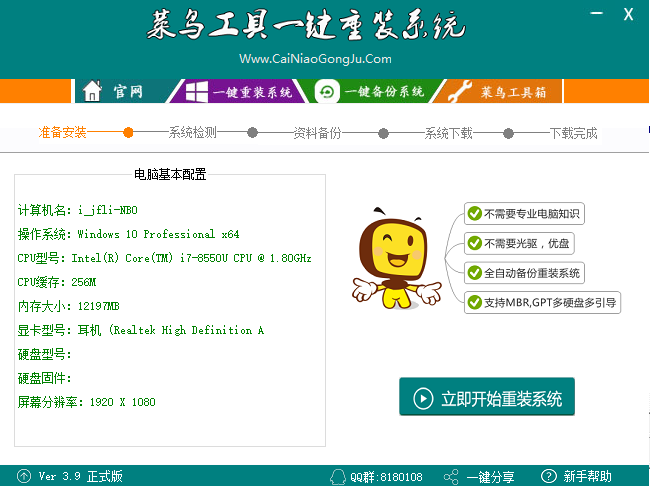 菜鸟工具一键重装系统
X
Www.CaiNiaoGongJu.Com
官网 一键重装系统 一键备份系统 菜鸟工具箱
准备安装 系统检测 资料备份 系统下载 下载完成
电脑基本配置
计算机名：i_jfli-NBO
操作系统：Windows 10 Professional x64
CPU型号：Intel(R) Core(TM) i7-8550U CPU @ 1.80GHz
CPU缓存：256M
内存大小：12197MB
显卡型号：耳机 (Realtek High Definition A
硬盘型号：
硬盘固件：
屏幕分辨率：1920 X 1080
不需要专业电脑知识
不需要光驱，优盘
全自动备份重装系统
支持MBR,GPT多硬盘多引导
立即开始重装系统
Ver 3.9 正式版 QQ群:8180108 一键分享 新手帮助